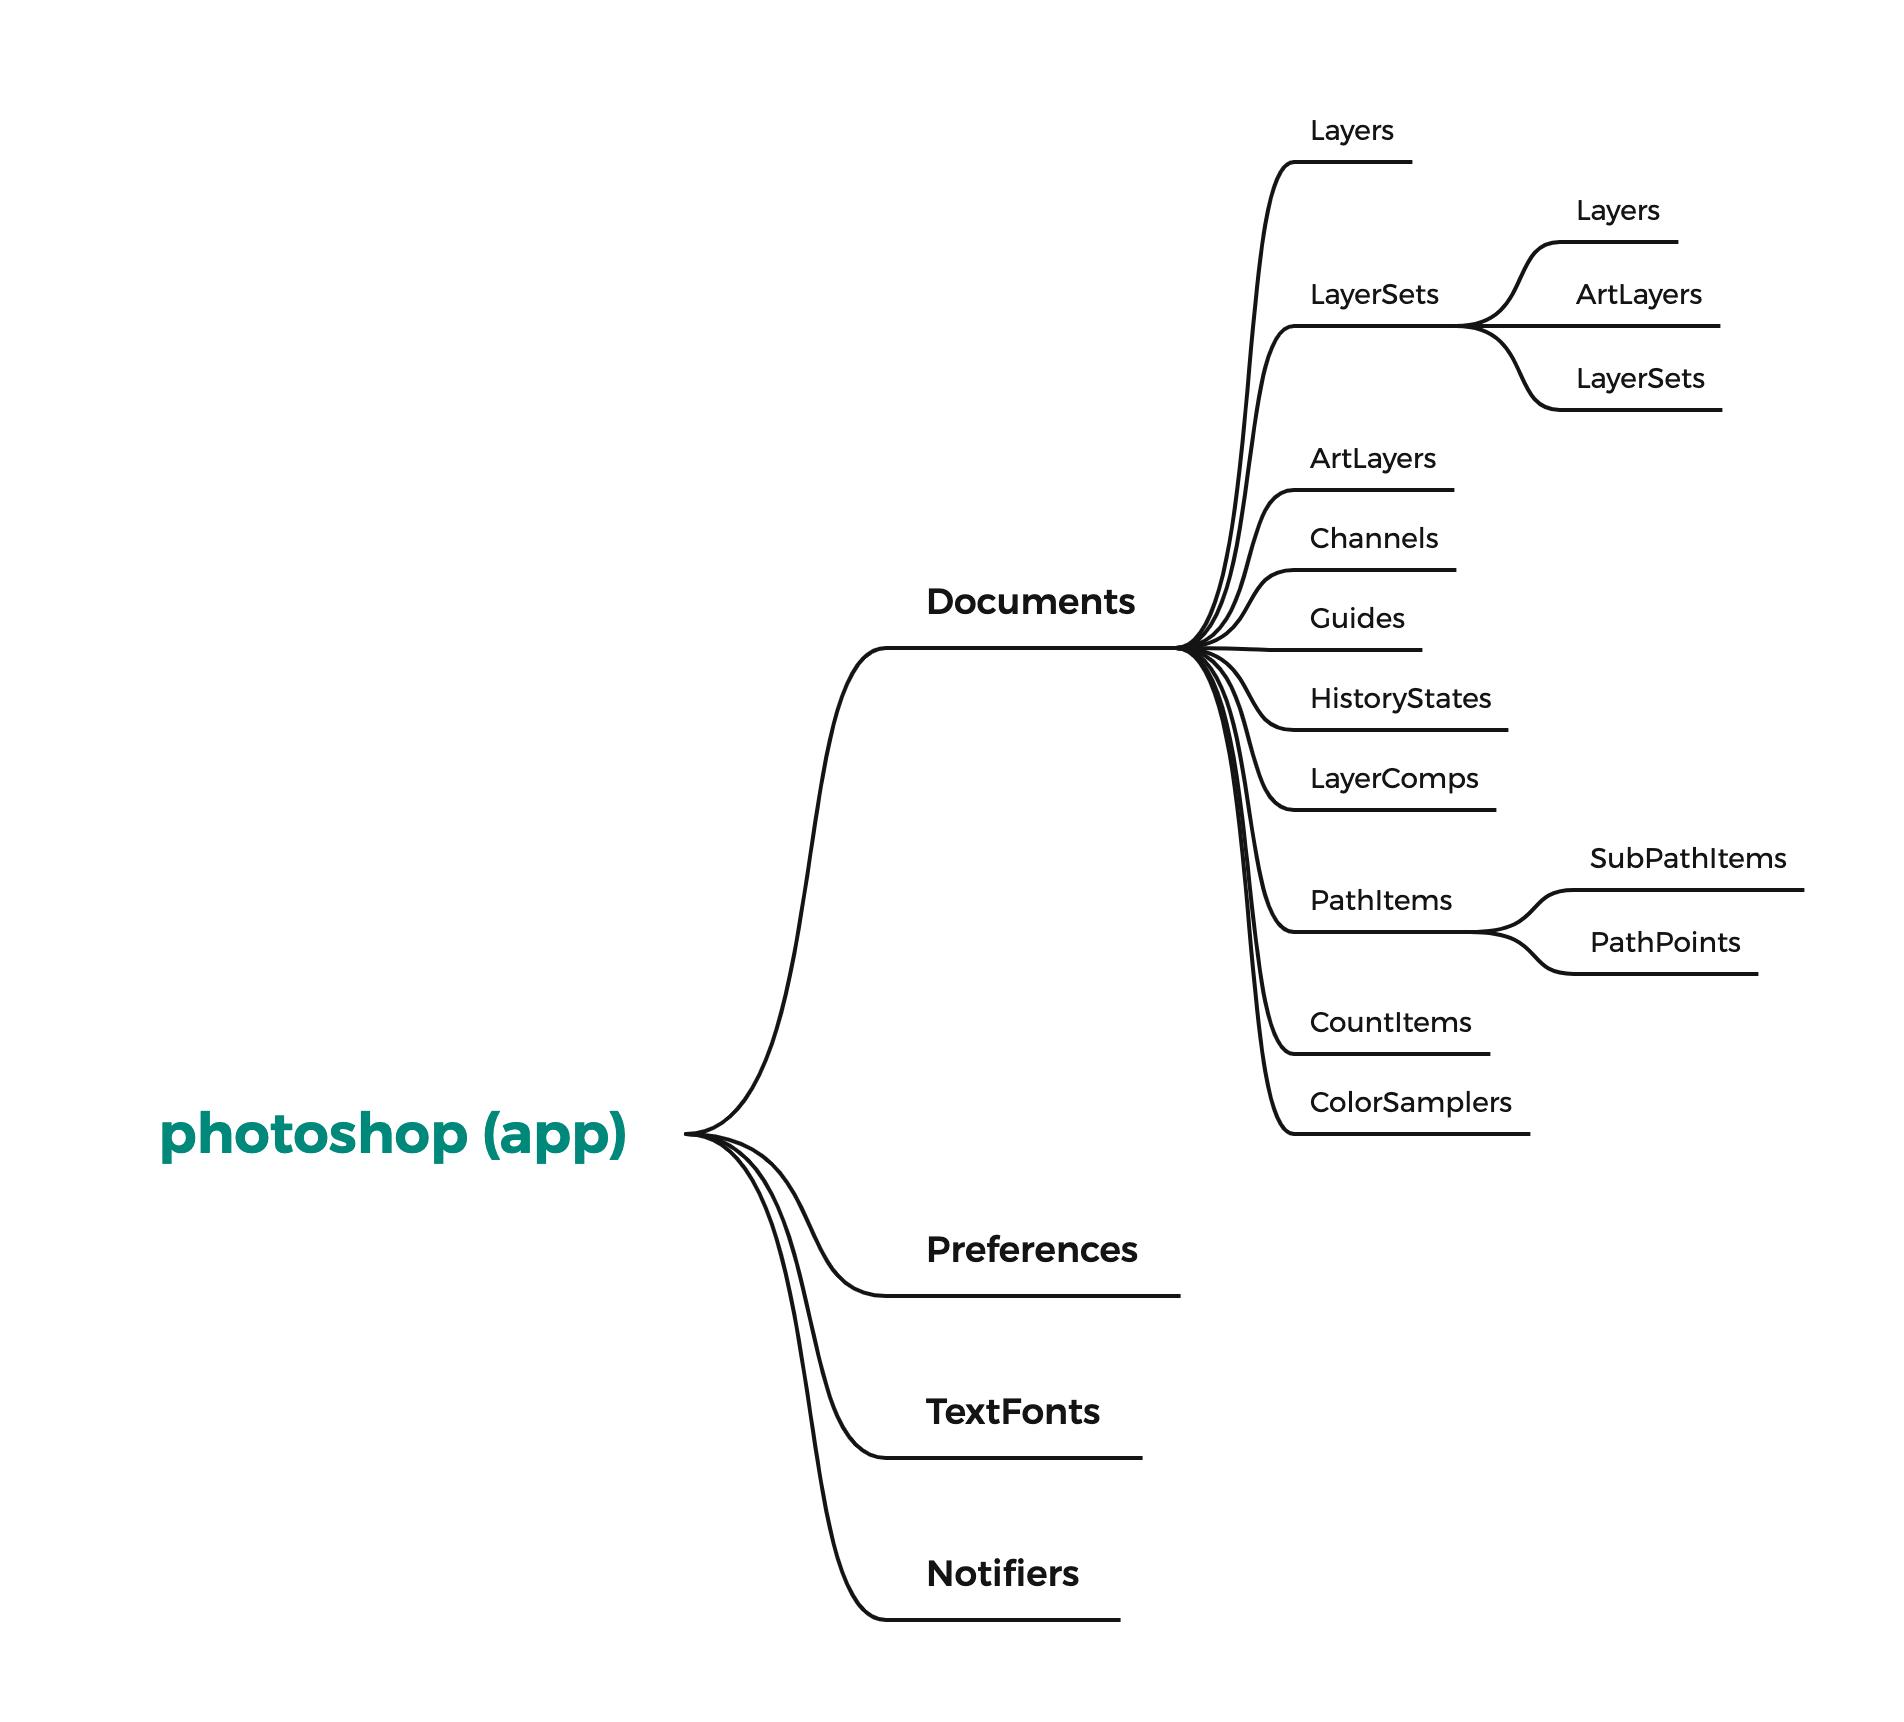 photoshop (app)
Documents
Layers
LayerSets
Layers
ArtLayers
LayerSets
ArtLayers
Channels
Guides
HistoryStates
LayerComps
PathItems
SubPathItems
PathPoints
CountItems
ColorSamplers
Preferences
TextFonts
Notifiers